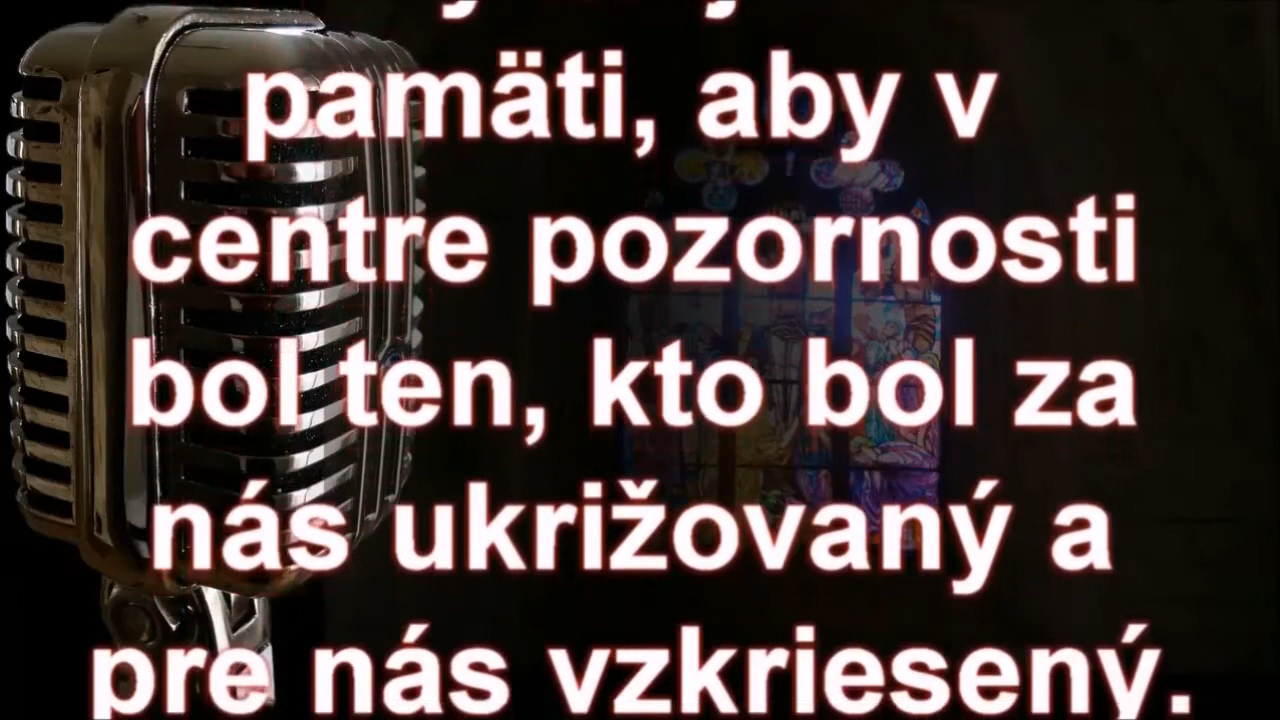 pamäti, aby v
centre pozornosti
bol ten, kto bol za
nás ukrižovaný a
pre nás vzkriesený.